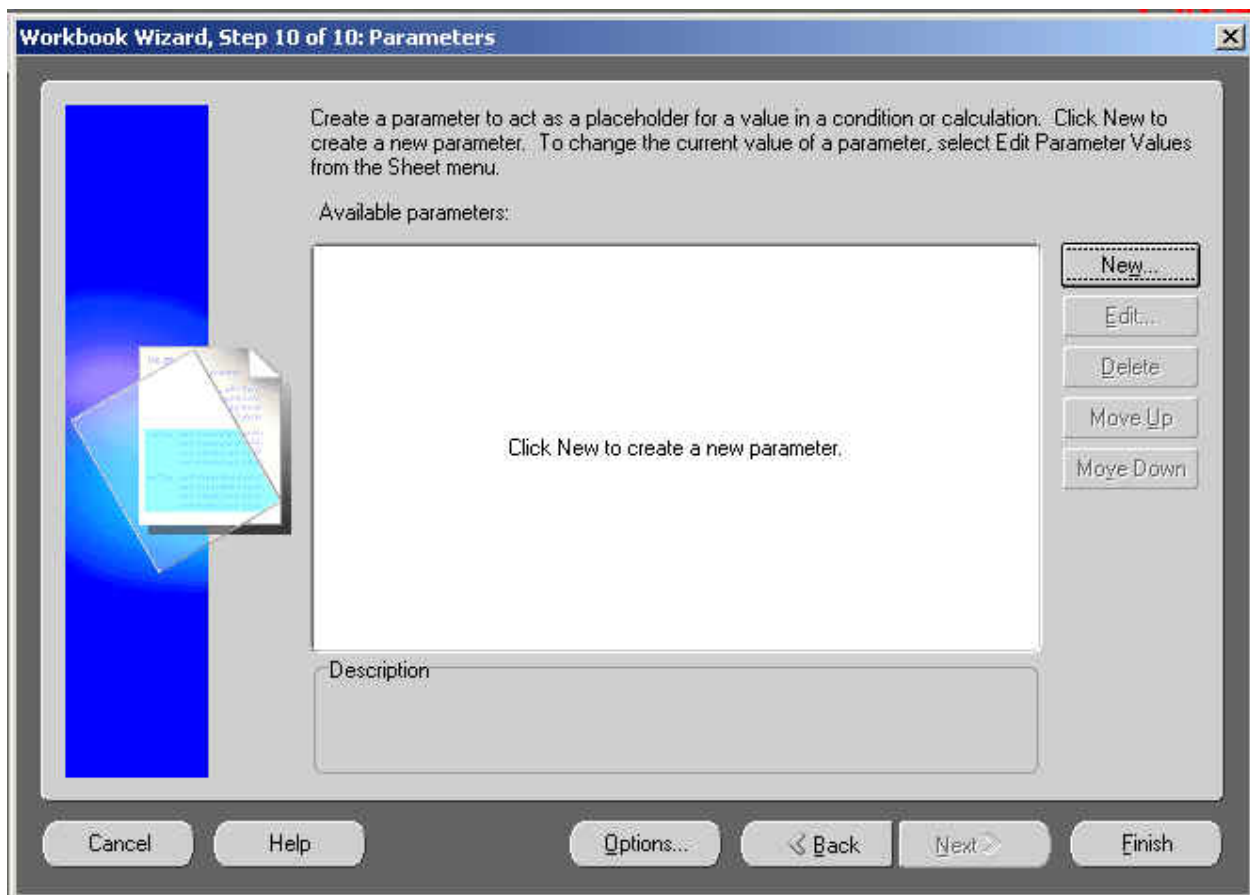 Workbook Wizard, Step 10 of 10: Parameters
Create a parameter to act as a placeholder for a value in a condition or calculation. Click New to
create a new parameter. To change the current value of a parameter, select Edit Parameter Values
from the Sheet menu.
Available parameters:
New...
Edit...
Delete
Move Up
Move Down
Click New to create a new parameter.
Description
Cancel
Help
Options...
Back
Next
Finish